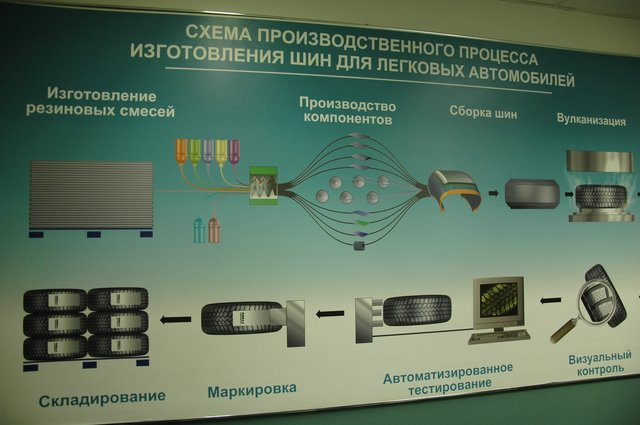 СХЕМА ПРОИЗВОДСТВЕННОГО ПРОЦЕССА
ИЗГОТОВЛЕНИЯ ШИН ДЛЯ ЛЕГКОВЫХ АВТОМОБИЛЕЙ
Изготовление
резиновых смесей
Производство
компонентов
Сборка шин
Вулканизация
Складирование
Маркировка
Автоматизированное
тестирование
Визуальный
контроль